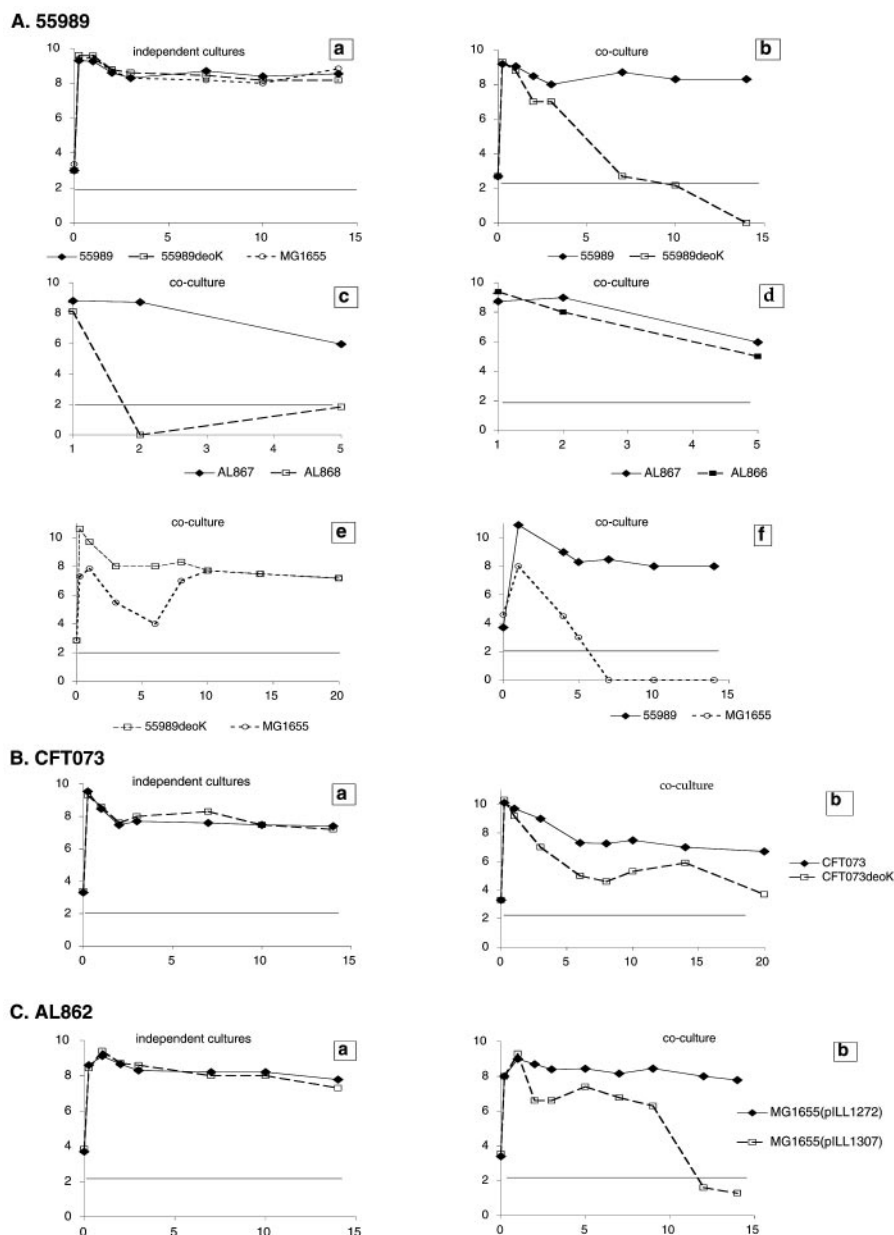 A. 55989
independent cultures
a
10
8
6
4
2
0
0 5 10 15
55989 55989deoK MG1655
co-culture
b
10
8
6
4
2
0
0 5 10 15
55989 55989deoK
co-culture
c
10
8
6
4
2
0
1 2 3 4 5
AL867 AL868
co-culture
d
10
8
6
4
2
0
1 2 3 4 5
AL867 AL866
co-culture
e
10
8
6
4
2
0
0 5 10 15 20
55989deoK MG1655
co-culture
f
10
8
6
4
2
0
0 5 10 15
55989 MG1655
B. CFT073
independent cultures
a
10
8
6
4
2
0
0 5 10 15
co-culture
b
10
8
6
4
2
0
0 5 10 15 20
CFT073
CFT073deoK
C. AL862
independent cultures
a
10
8
6
4
2
0
0 5 10 15
co-culture
b
10
8
6
4
2
0
0 5 10 15
MG1655(pILL1272)
MG1655(pILL1307)